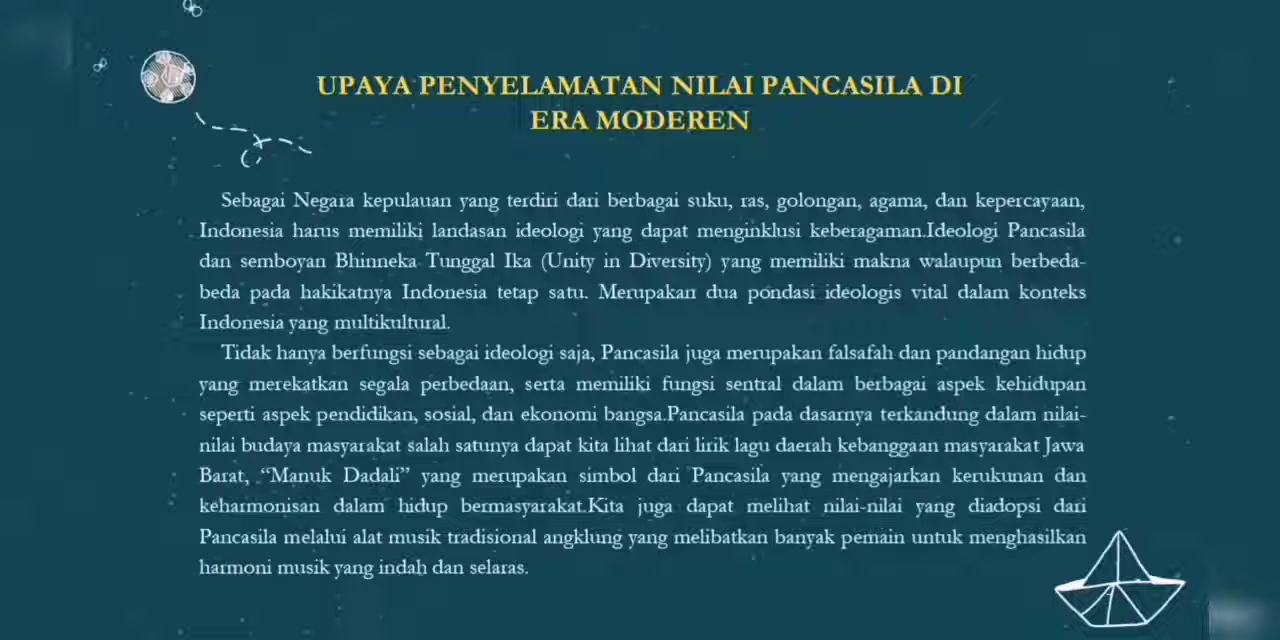 UPAYA PENYELAMATAN NILAI PANCASILA DI
ERA MODEREN
Sebagai Negara kepulauan yang terdiri dari berbagai suku, ras, golongan, agama, dan kepercayaan,
Indonesia harus memiliki landasan ideologi yang dapat menginklusi keberagaman.Ideologi Pancasila
dan semboyan Bhinneka Tunggal Ika (Unity in Diversity) yang memiliki makna walaupun berbeda-
beda pada hakikatnya Indonesia tetap satu. Merupakan dua pondasi ideologis vital dalam konteks
Indonesia yang multikultural.
Tidak hanya berfungsi sebagai ideologi saja, Pancasila juga merupakan falsafah dan pandangan hidup
yang merekatkan segala perbedaan, serta memiliki fungsi sentral dalam berbagai aspek kehidupan
seperti aspek pendidikan, sosial, dan ekonomi bangsa.Pancasila pada dasarnya terkandung dalam nilai-
nilai budaya masyarakat salah satunya dapat kita lihat dari lirik lagu daerah kebanggaan masyarakat Jawa
Barat, “Manuk Dadali” yang merupakan simbol dari Pancasila yang mengajarkan kerukunan dan
keharmonisan dalam hidup bermasyarakat.Kita juga dapat melihat nilai-nilai yang diadopsi dari
Pancasila melalui alat musik tradisional angklung yang melibatkan banyak pemain untuk menghasilkan
harmoni musik yang indah dan selaras.